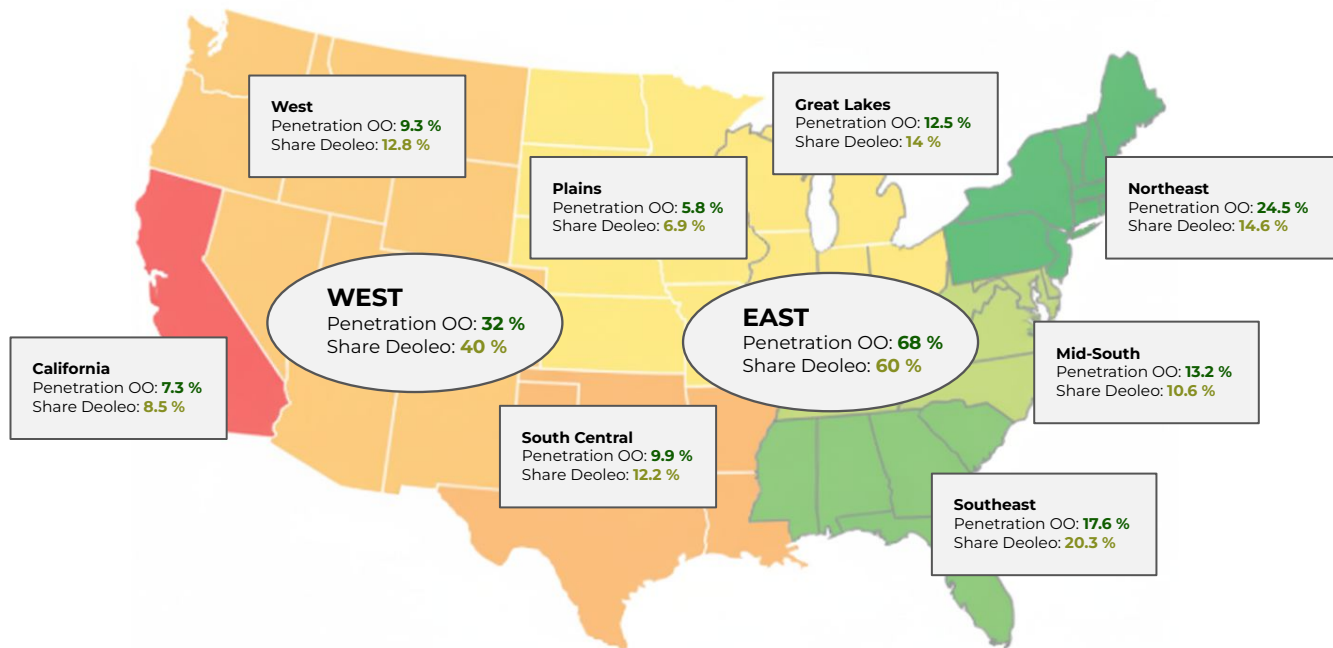 West
Penetration OO: 9.3 %
Share Deoleo: 12.8 %
Great Lakes
Penetration OO: 12.5 %
Share Deoleo: 14 %
Plains
Penetration OO: 5.8 %
Share Deoleo: 6.9 %
Northeast
Penetration OO: 24.5 %
Share Deoleo: 14.6 %
WEST
Penetration OO: 32 %
Share Deoleo: 40 %
EAST
Penetration OO: 68 %
Share Deoleo: 60 %
California
Penetration OO: 7.3 %
Share Deoleo: 8.5 %
Mid-South
Penetration OO: 13.2 %
Share Deoleo: 10.6 %
South Central
Penetration OO: 9.9 %
Share Deoleo: 12.2 %
Southeast
Penetration OO: 17.6 %
Share Deoleo: 20.3 %